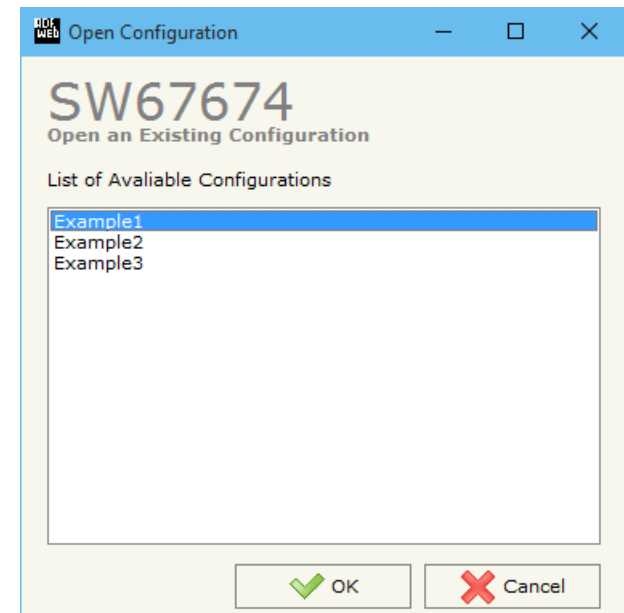 ADF
WEB Open Configuration
SW67674
Open an Existing Configuration
List of Avaliable Configurations
Example1
Example2
Example3
OK Cancel